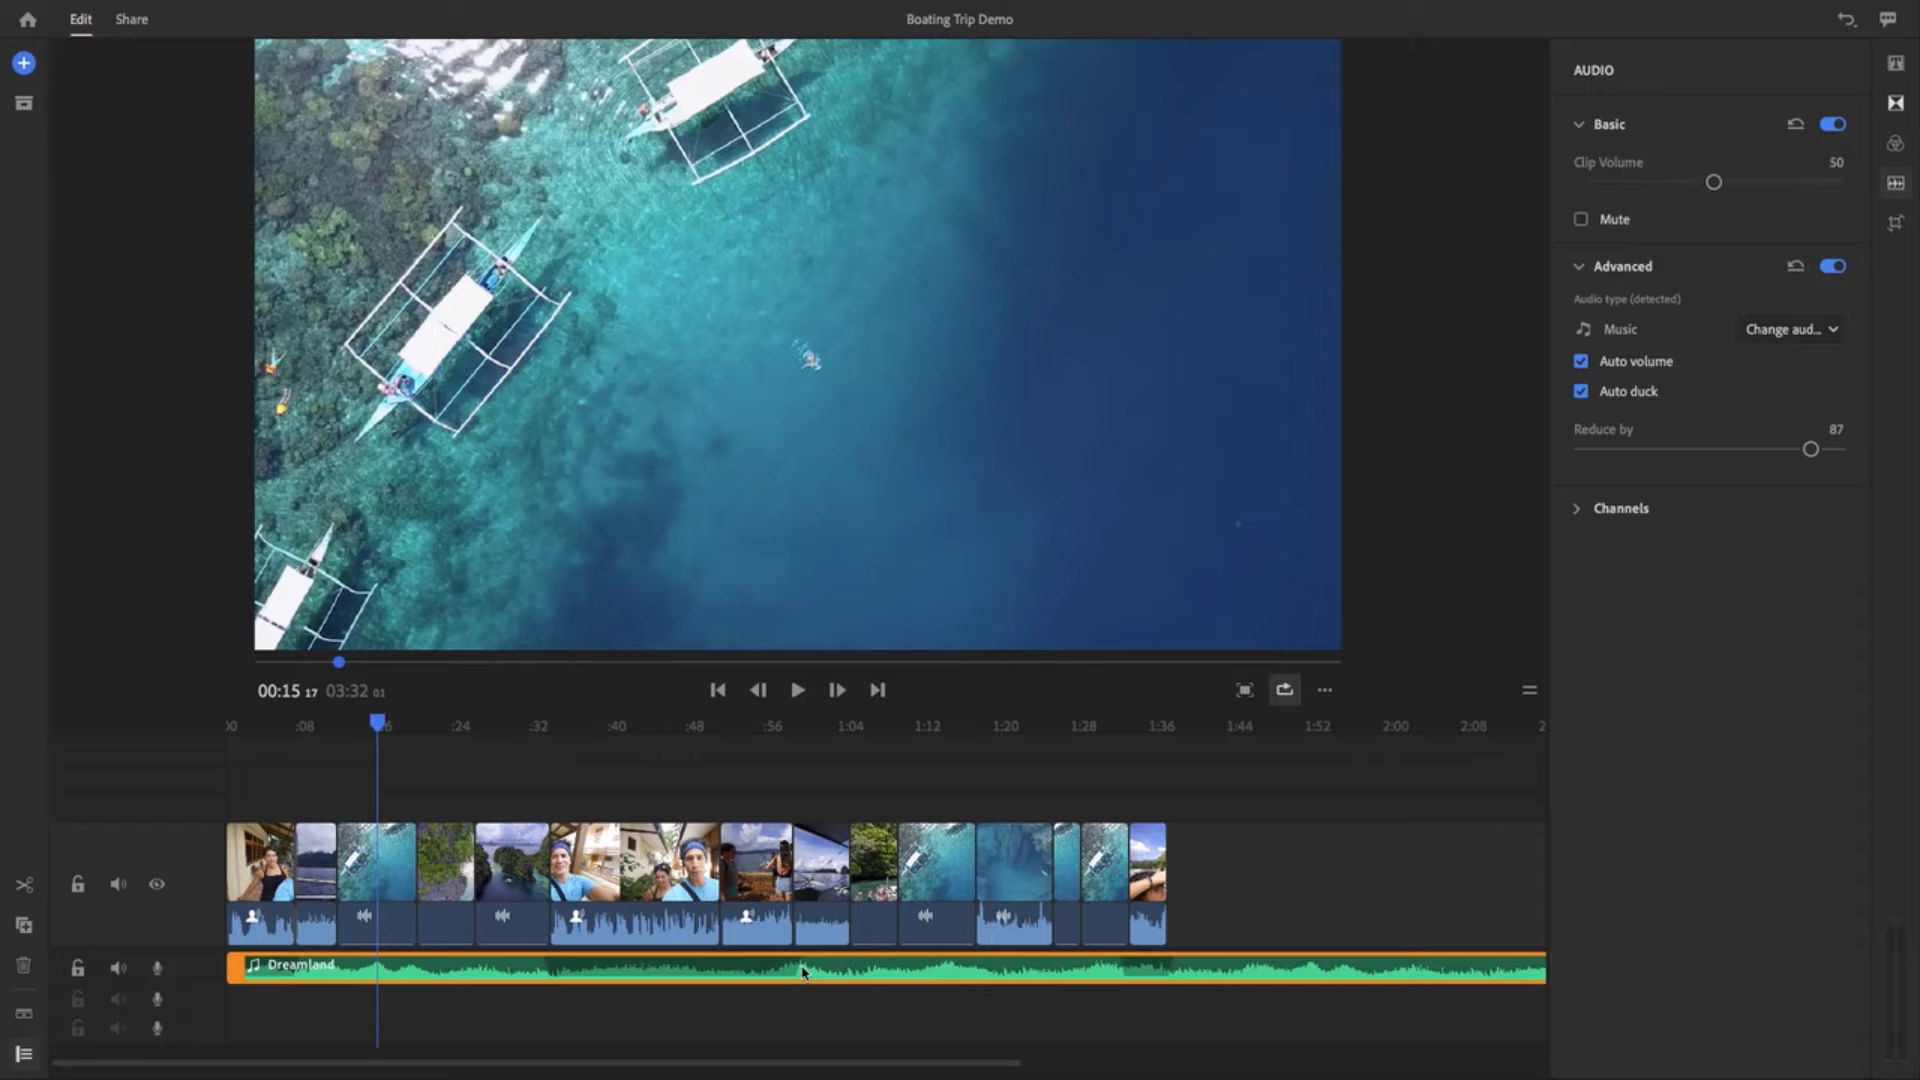 Edit Share Boating Trip Demo
AUDIO
Basic
Clip Volume 50
Mute
Advanced
Audio type (detected)
Music Change aud...
Auto volume
Auto duck
Reduce by 87
Channels
00:15 17 03:32 01
:08 :24 :32 :40 :48 :56 1:04 1:12 1:20 1:28 1:36 1:44 1:52 2:00 2:08
Dreamland